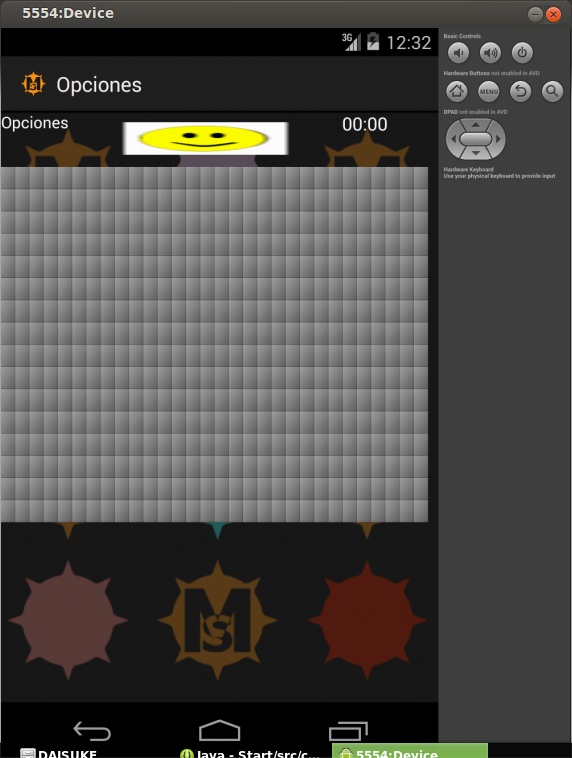 5554:Device
3G 12:32
Opciones
Opciones 00:00
MS
Basic Controls
Hardware Buttons not enabled in AVD
MENU
DPAD not enabled in AVD
Hardware Keyboard
Use your physical keyboard to provide input
DAISUKE
Java - Start/src/c...
5554:Device